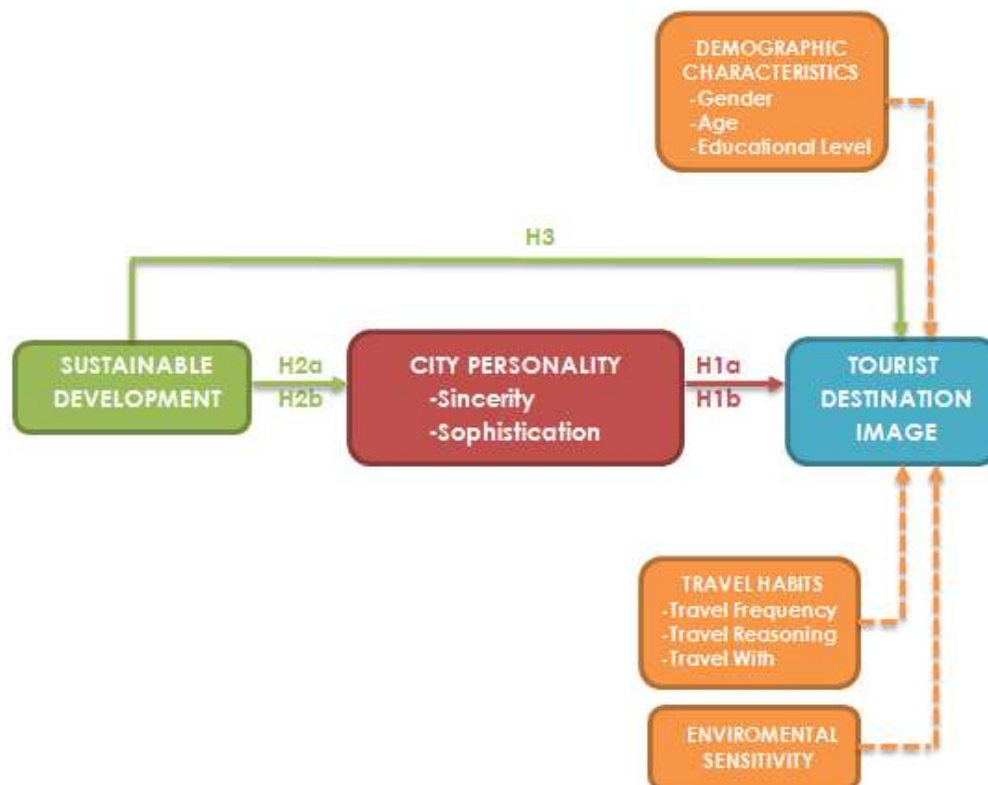 DEMOGRAPHIC
CHARACTERISTICS
-Gender
-Age
-Educational Level
H3
SUSTAINABLE
DEVELOPMENT
H2a
H2b
CITY PERSONALITY
-Sincerity
-Sophistication
H1a
H1b
TOURIST
DESTINATION
IMAGE
TRAVEL HABITS
-Travel Frequency
-Travel Reasoning
-Travel With
ENVIROMENTAL
SENSITIVITY